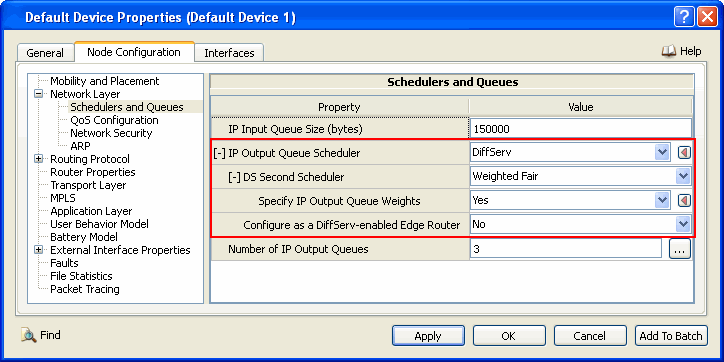 Default Device Properties (Default Device 1)
General Node Configuration Interfaces Help
Mobility and Placement
Network Layer
Schedulers and Queues
QoS Configuration
Network Security
ARP
Routing Protocol
Router Properties
Transport Layer
MPLS
Application Layer
User Behavior Model
Battery Model
External Interface Properties
Faults
File Statistics
Packet Tracing
Schedulers and Queues
Property Value
IP Input Queue Size (bytes) 150000
[-] IP Output Queue Scheduler DiffServ
[-] DS Second Scheduler Weighted Fair
Specify IP Output Queue Weights Yes
Configure as a DiffServ-enabled Edge Router No
Number of IP Output Queues 3 ...
Find Apply OK Cancel Add To Batch